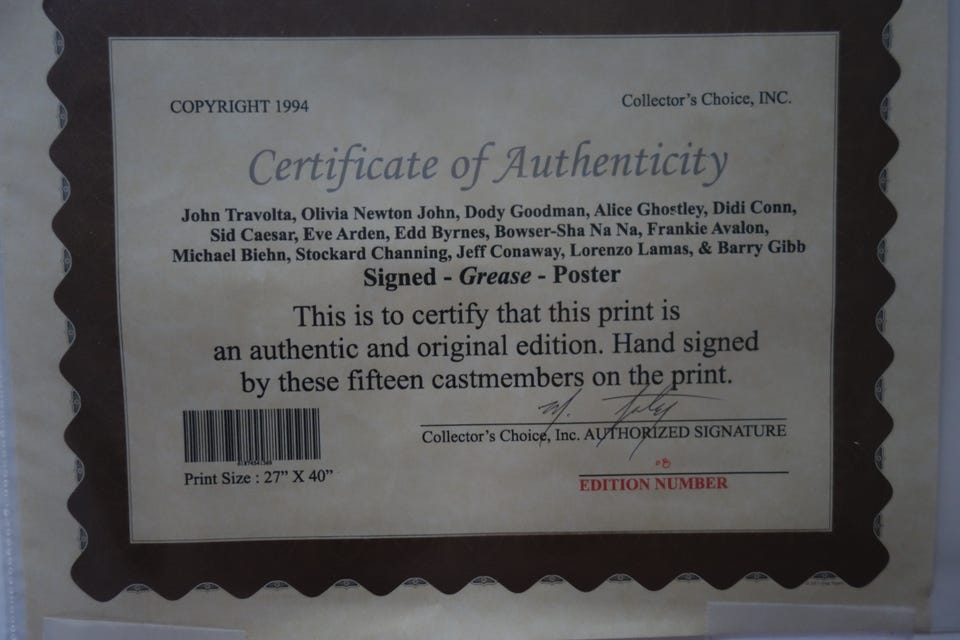 COPYRIGHT 1994
Collector's Choice, INC.
Certificate of Authenticity
John Travolta, Olivia Newton John, Dody Goodman, Alice Ghostley, Didi Conn,
Sid Caesar, Eve Arden, Edd Byrnes, Bowser-Sha Na Na, Frankie Avalon,
Michael Biehn, Stockard Channing, Jeff Conaway, Lorenzo Lamas, & Barry Gibb
Signed - Grease - Poster
This is to certify that this print is
an authentic and original edition. Hand signed
by these fifteen castmembers on the print.
Collector's Choice, Inc. AUTHORIZED SIGNATURE
Print Size : 27" X 40"
EDITION NUMBER